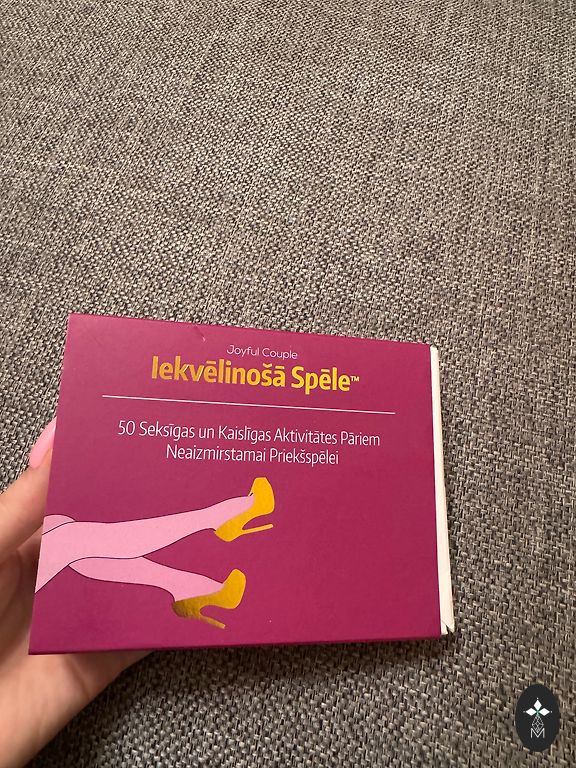 Joyful Couple
Iekvēlinošā Spēle™
50 Seksīgas un Kaislīgas Aktivitātes Pāriem
Neaizmirstamai Priekšspēlei
M